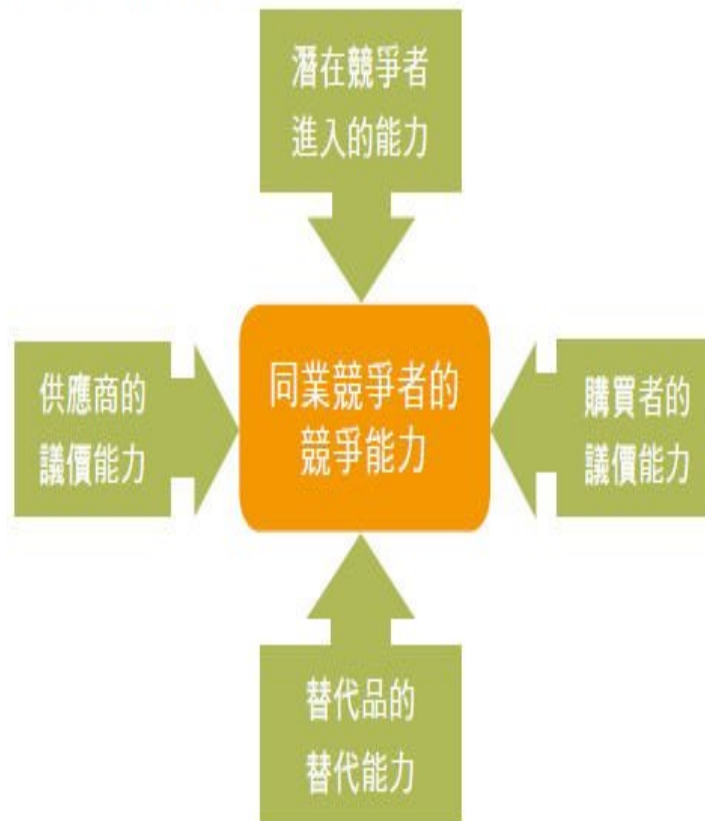 潛在競爭者
進入的能力
供應商的
議價能力
同業競爭者的
競爭能力
購買者的
議價能力
替代品的
替代能力